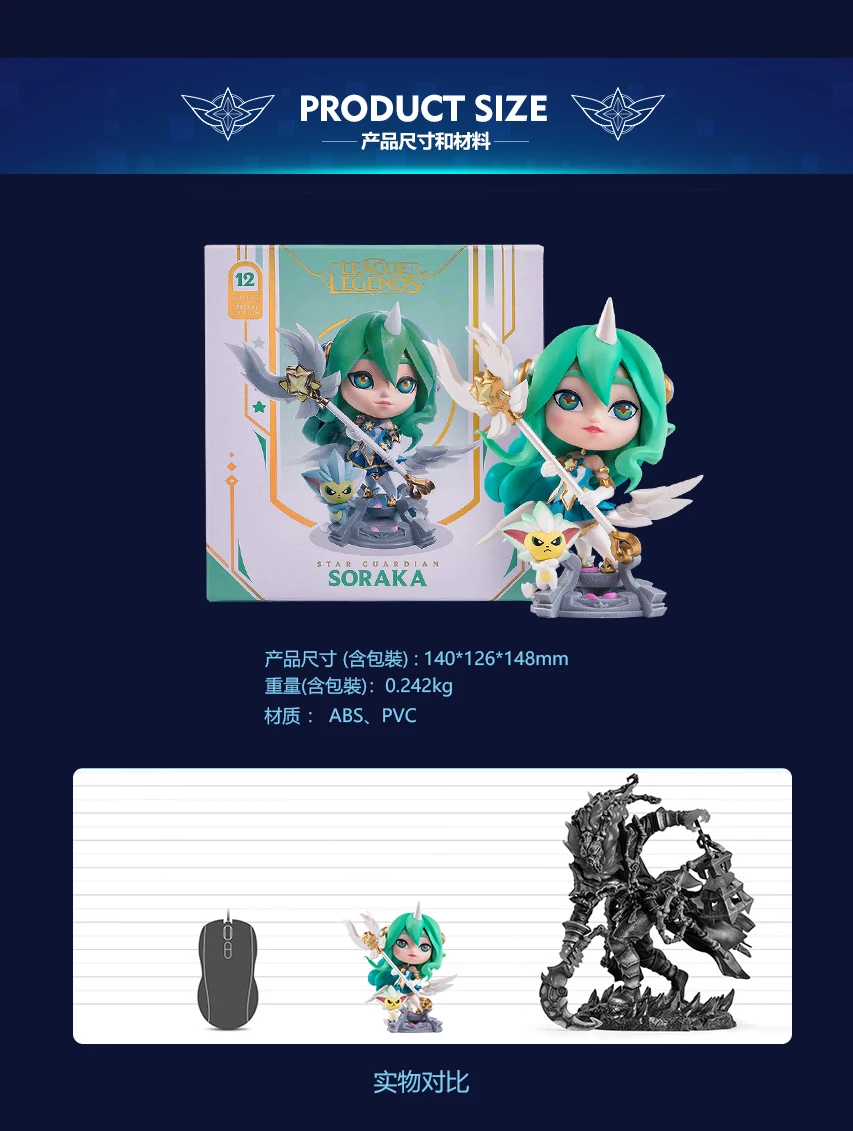 PRODUCT SIZE
产品尺寸和材料
12
SPECIAL
EDITION
LEAGUE OF
LEGENDS
STAR GUARDIAN
SORAKA
产品尺寸 (含包裝) : 140*126*148mm
重量(含包裝)： 0.242kg
材质 ： ABS、PVC
实物对比